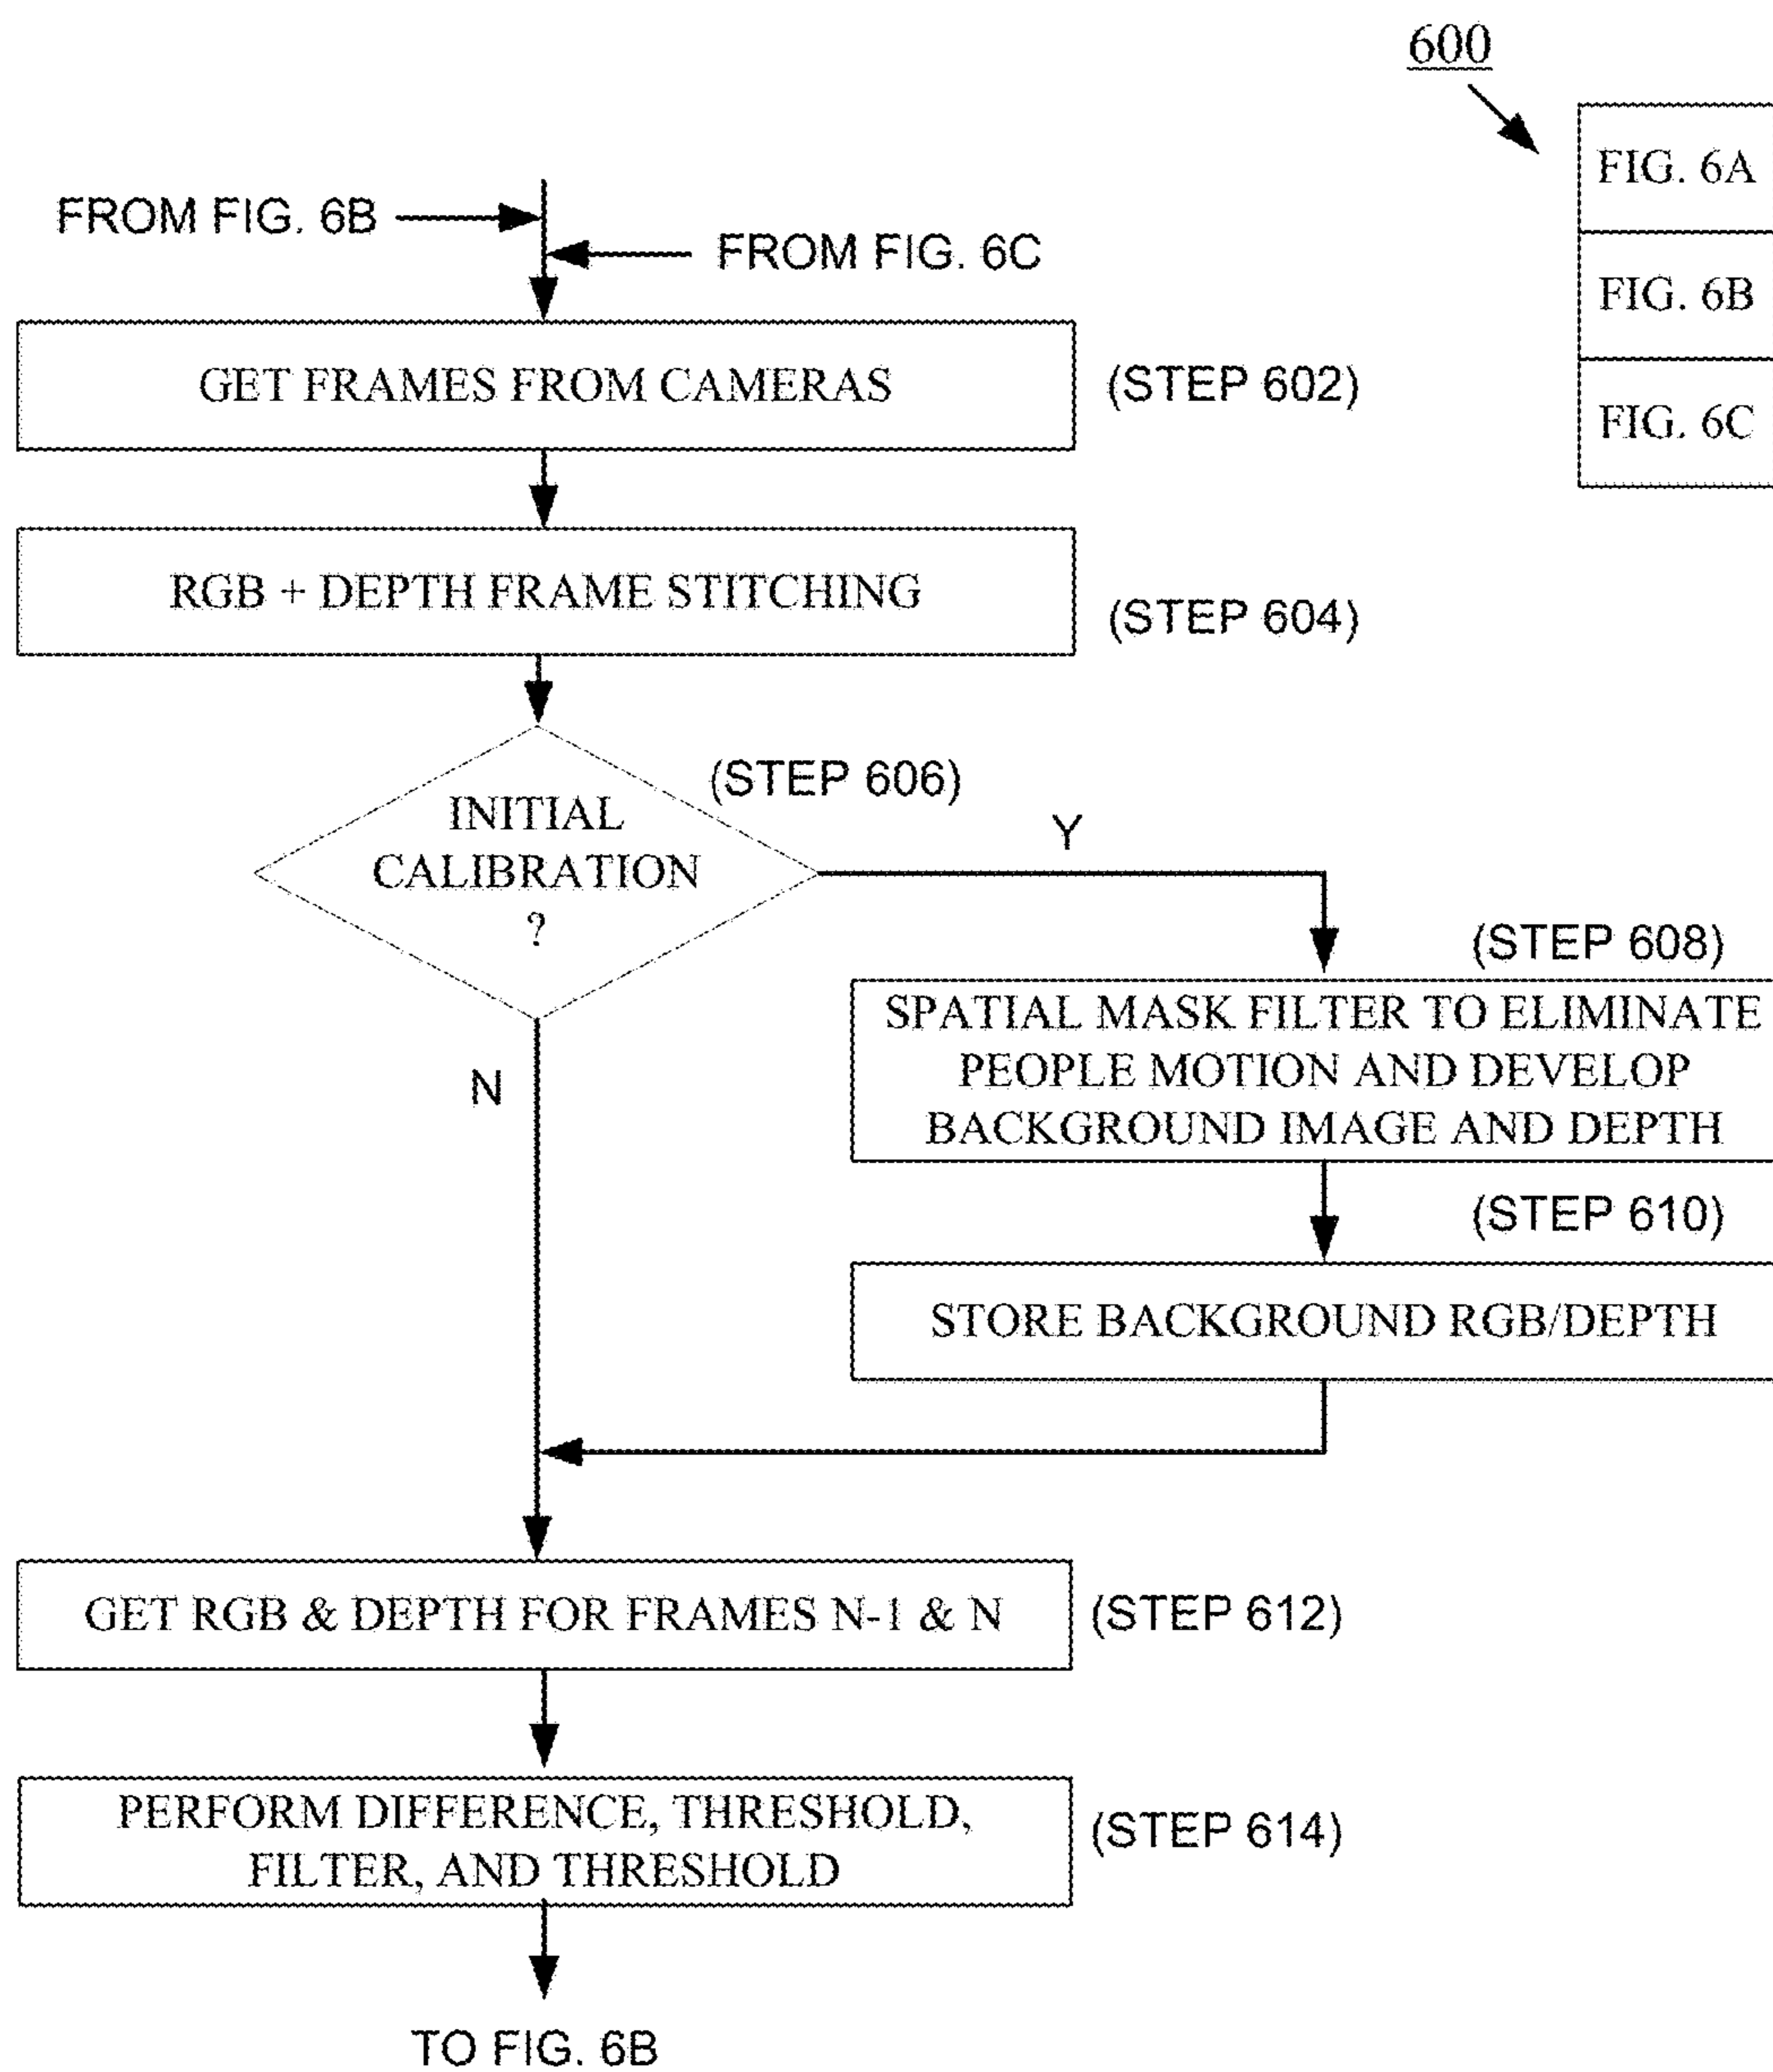 600
FIG. 6A
FIG. 6B
FIG. 6C
FROM FIG. 6B
FROM FIG. 6C
GET FRAMES FROM CAMERAS
(STEP 602)
RGB + DEPTH FRAME STITCHING
(STEP 604)
(STEP 606)
INITIAL
CALIBRATION
?
Y
N
(STEP 608)
SPATIAL MASK FILTER TO ELIMINATE
PEOPLE MOTION AND DEVELOP
BACKGROUND IMAGE AND DEPTH
(STEP 610)
STORE BACKGROUND RGB/DEPTH
GET RGB & DEPTH FOR FRAMES N-1 & N
(STEP 612)
PERFORM DIFFERENCE, THRESHOLD,
FILTER, AND THRESHOLD
(STEP 614)
TO FIG. 6B